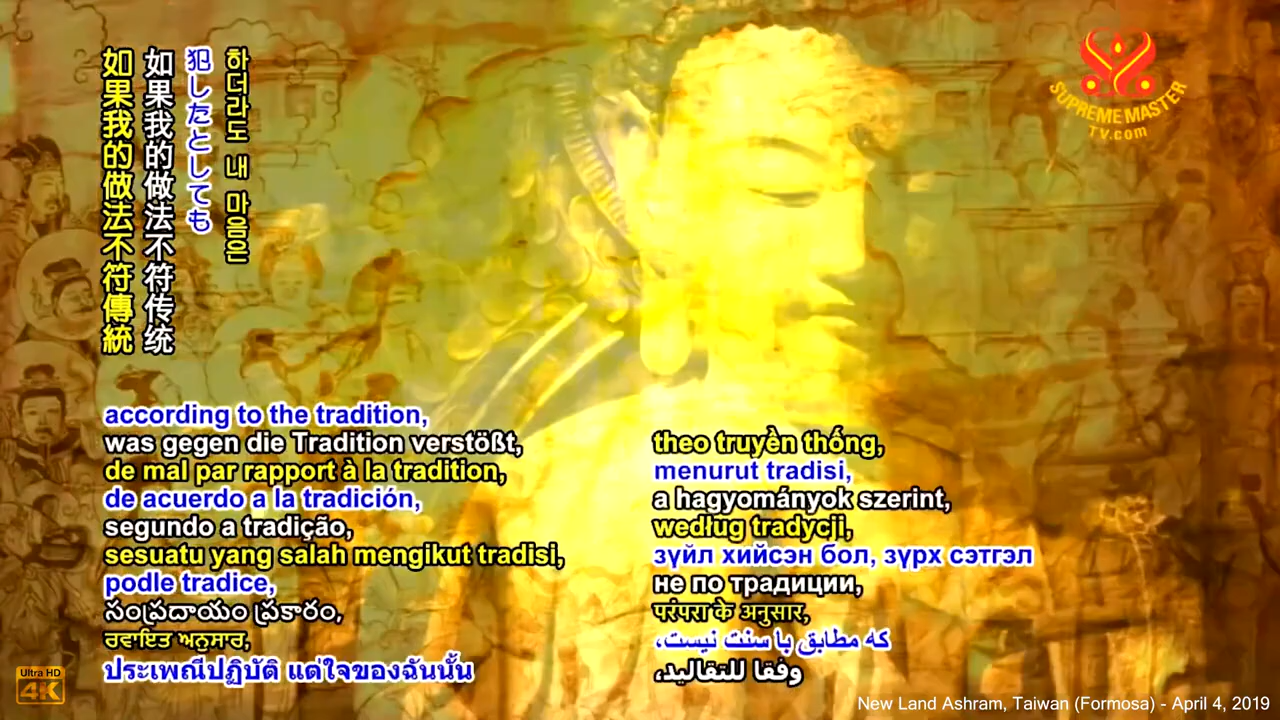 如果我的做法不符傳統
如果我的做法不符传统
犯したとしても
하더라도 내 마음은
SUPREME MASTER
TV.com
according to the tradition,
was gegen die Tradition verstößt,
de mal par rapport à la tradition,
de acuerdo a la tradición,
segundo a tradição,
sesuatu yang salah mengikut tradisi,
podle tradice,
సంప్రదాయం ప్రకారం,
ਰਵਾਇਤ ਅਨੁਸਾਰ,
ประเพณีปฏิบัติ แต่ใจของฉันนั้น
theo truyền thống,
menurut tradisi,
a hagyományok szerint,
według tradycji,
зүйл хийсэн бол, зүрх сэтгэл
не по традиции,
परंपरा के अनुसार,
که مطابق با سنت نیست،
وفقا للتقاليد،
Ultra HD
4K
New Land Ashram, Taiwan (Formosa) - April 4, 2019